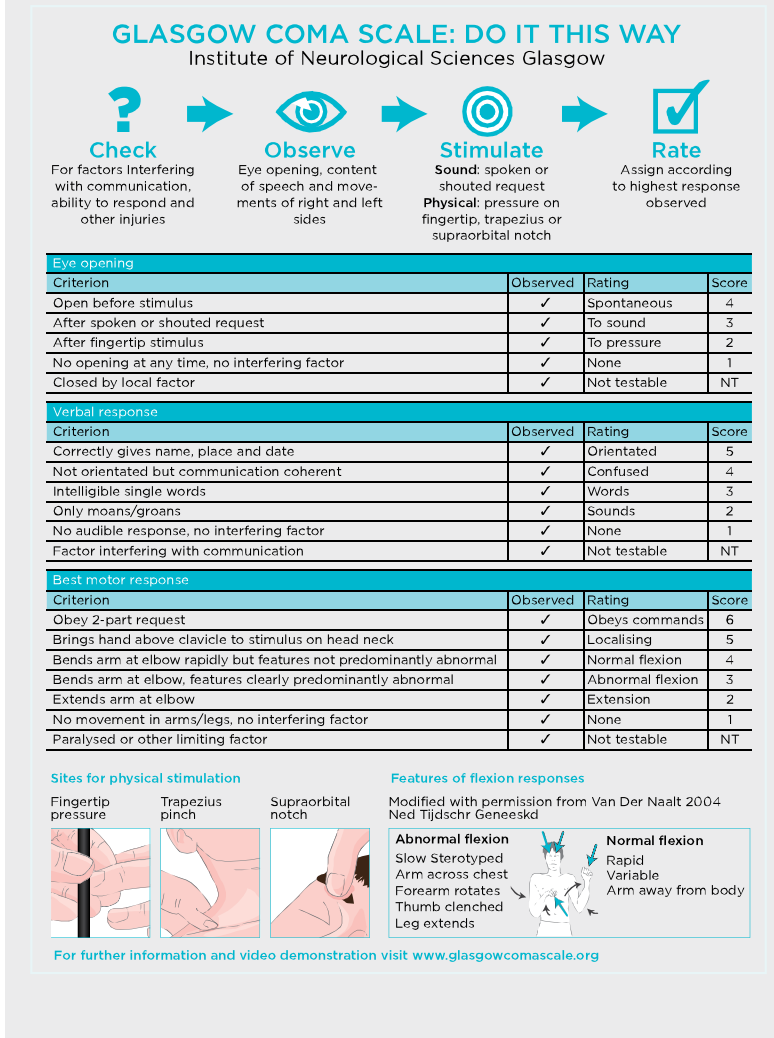 GLASGOW COMA SCALE: DO IT THIS WAY
Institute of Neurological Sciences Glasgow
?
Check
For factors Interfering
with communication,
ability to respond and
other injuries
Observe
Eye opening, content
of speech and move-
ments of right and left
sides
Stimulate
Sound: spoken or
shouted request
Physical: pressure on
fingertip, trapezius or
supraorbital notch
Rate
Assign according
to highest response
observed
Eye opening
Criterion Observed Rating Score
Open before stimulus ✓ Spontaneous 4
After spoken or shouted request ✓ To sound 3
After fingertip stimulus ✓ To pressure 2
No opening at any time, no interfering factor ✓ None 1
Closed by local factor ✓ Not testable NT
Verbal response
Criterion Observed Rating Score
Correctly gives name, place and date ✓ Orientated 5
Not orientated but communication coherent ✓ Confused 4
Intelligible single words ✓ Words 3
Only moans/groans ✓ Sounds 2
No audible response, no interfering factor ✓ None 1
Factor interfering with communication ✓ Not testable NT
Best motor response
Criterion Observed Rating Score
Obey 2-part request ✓ Obeys commands 6
Brings hand above clavicle to stimulus on head neck ✓ Localising 5
Bends arm at elbow rapidly but features not predominantly abnormal ✓ Normal flexion 4
Bends arm at elbow, features clearly predominantly abnormal ✓ Abnormal flexion 3
Extends arm at elbow ✓ Extension 2
No movement in arms/legs, no interfering factor ✓ None 1
Paralysed or other limiting factor ✓ Not testable NT
Sites for physical stimulation
Fingertip
pressure
Trapezius
pinch
Supraorbital
notch
Features of flexion responses
Modified with permission from Van Der Naalt 2004
Ned Tijdschr Geneeskd
Abnormal flexion
Slow Sterotyped
Arm across chest
Forearm rotates
Thumb clenched
Leg extends
Normal flexion
Rapid
Variable
Arm away from body
For further information and video demonstration visit www.glasgowcomascale.org